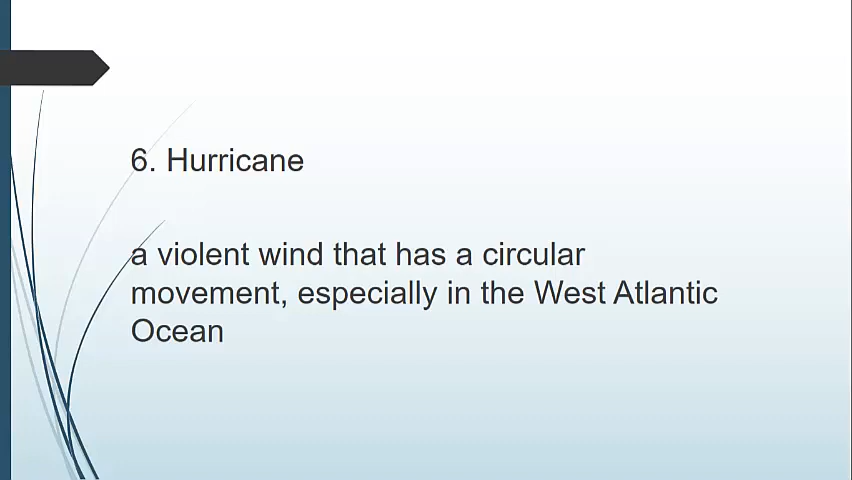 6. Hurricane
a violent wind that has a circular
movement, especially in the West Atlantic
Ocean